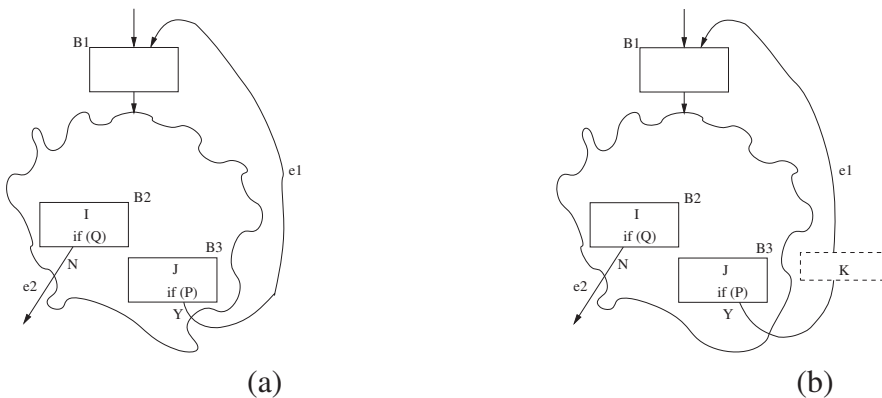 B1
e1
B2
I
if (Q)
N
e2
B3
J
if (P)
Y
(a)
B1
e1
B2
I
if (Q)
N
e2
B3
J
if (P)
Y
K
(b)